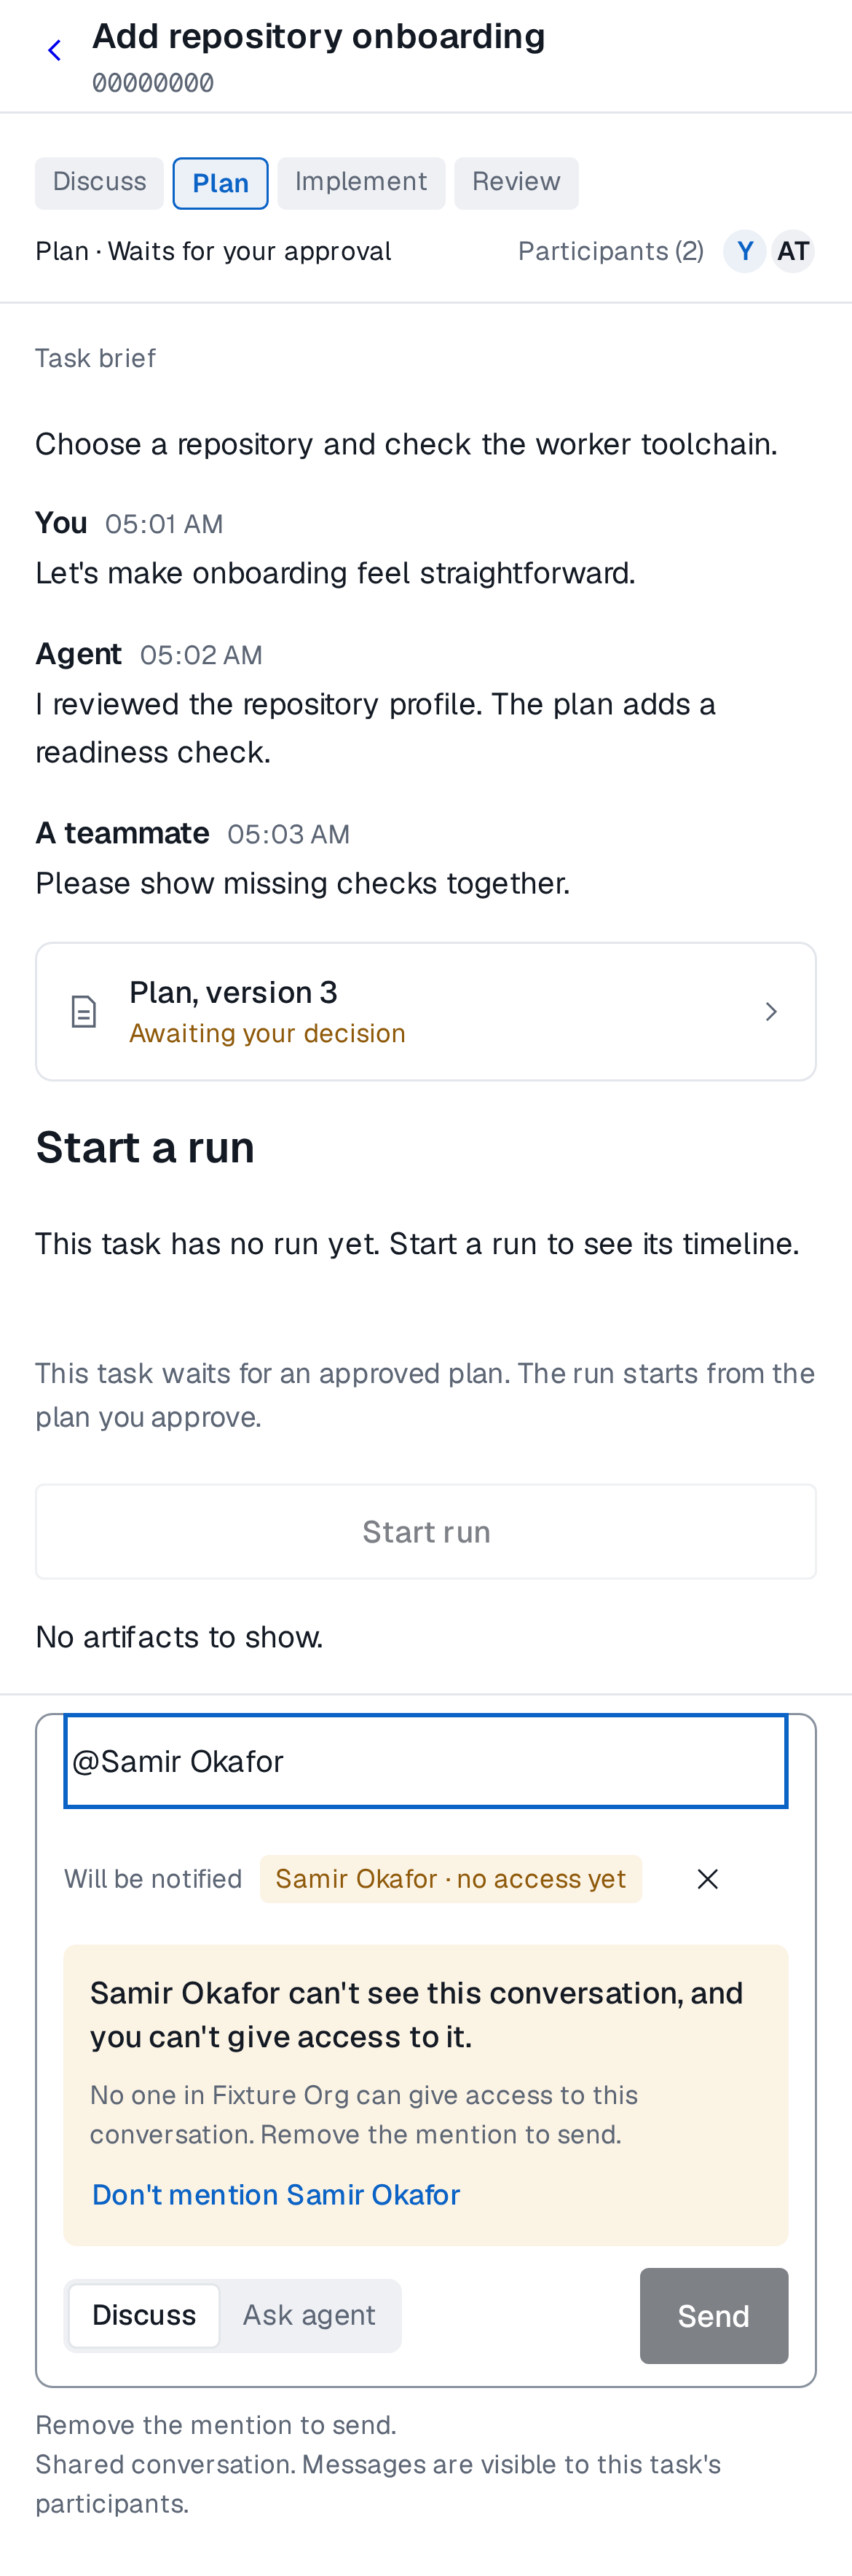 Add repository onboarding
00000000
Discuss
Plan
Implement
Review
Plan · Waits for your approval
Participants (2)
Y
AT
Task brief
Choose a repository and check the worker toolchain.
You 05:01 AM
Let's make onboarding feel straightforward.
Agent 05:02 AM
I reviewed the repository profile. The plan adds a
readiness check.
A teammate 05:03 AM
Please show missing checks together.
Plan, version 3
Awaiting your decision
Start a run
This task has no run yet. Start a run to see its timeline.
This task waits for an approved plan. The run starts from the
plan you approve.
Start run
No artifacts to show.
@Samir Okafor
Will be notified
Samir Okafor · no access yet
Samir Okafor can't see this conversation, and
you can't give access to it.
No one in Fixture Org can give access to this
conversation. Remove the mention to send.
Don't mention Samir Okafor
Discuss
Ask agent
Send
Remove the mention to send.
Shared conversation. Messages are visible to this task's
participants.